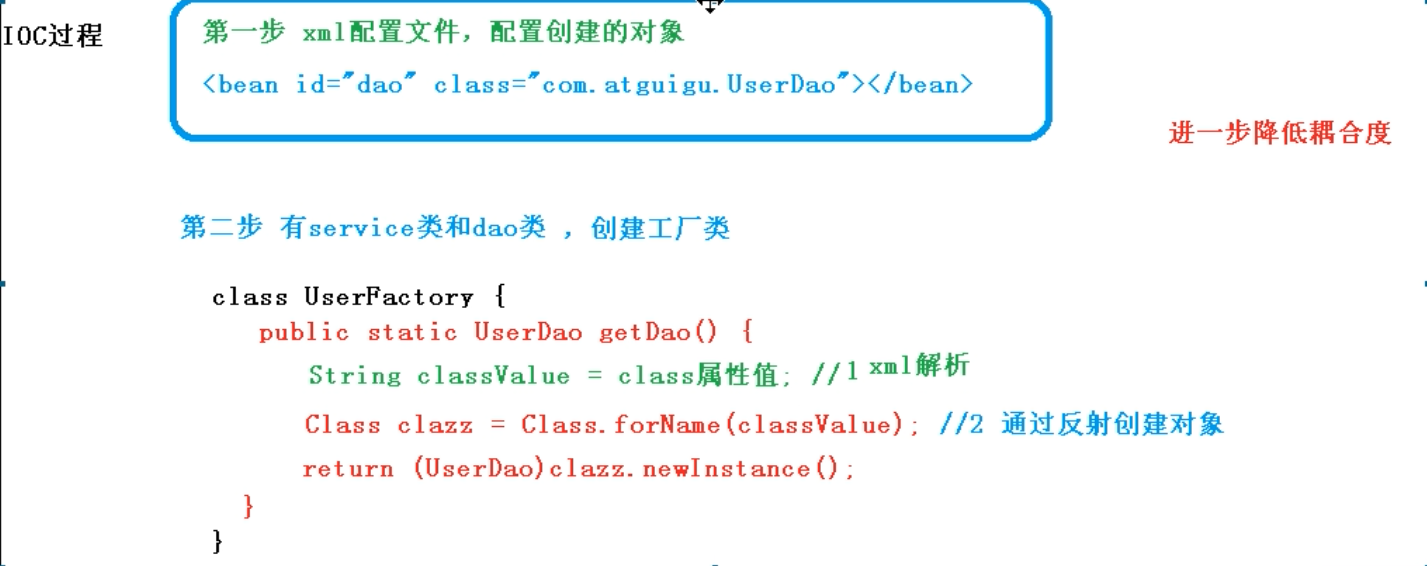 IOC过程
第一步 xml配置文件，配置创建的对象
<bean id="dao" class="com.atguigu.UserDao"></bean>
进一步降低耦合度
第二步 有service类和dao类 ，创建工厂类
class UserFactory {
public static UserDao getDao() {
String classValue = class属性值; //1 xml解析
Class clazz = Class.forName(classValue); //2 通过反射创建对象
return (UserDao)clazz.newInstance();
}
}